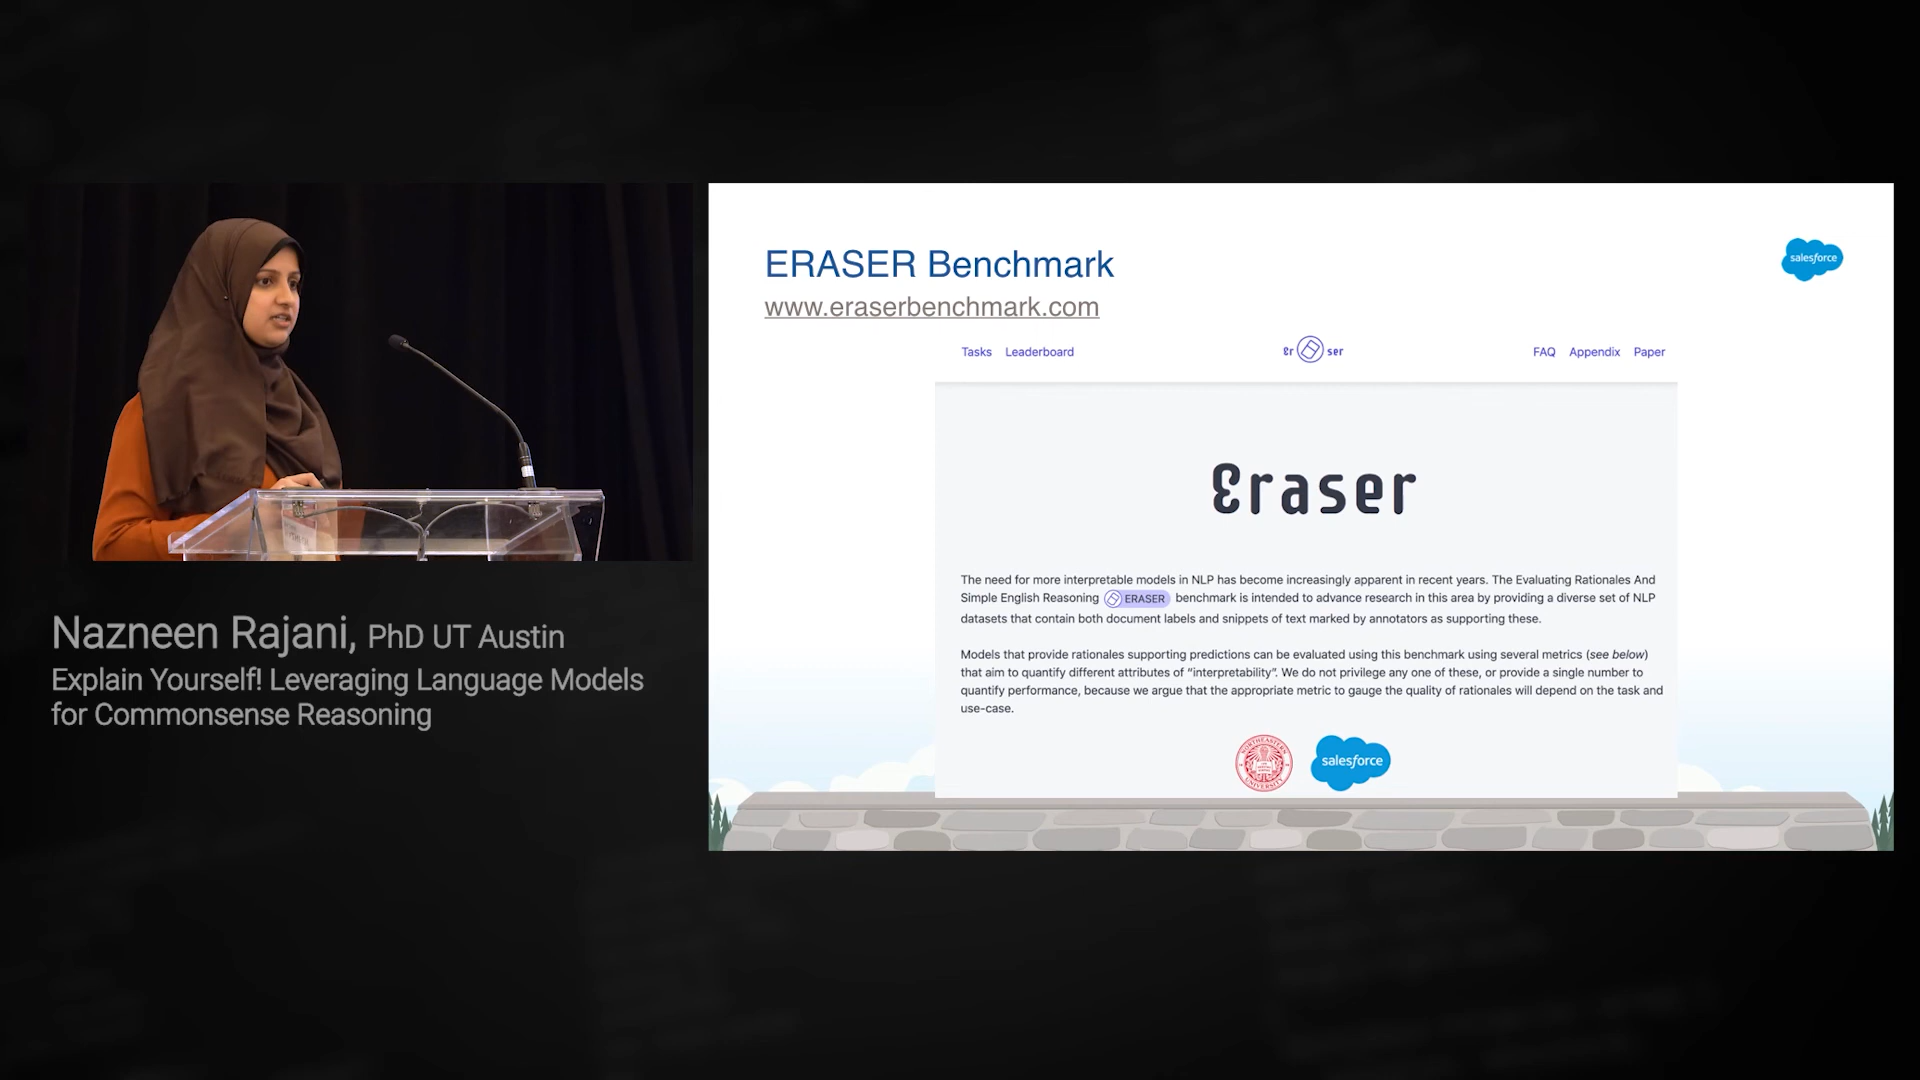 Nazneen Rajani, PhD UT Austin
Explain Yourself! Leveraging Language Models
for Commonsense Reasoning
ERASER Benchmark
www.eraserbenchmark.com
salesforce
Tasks Leaderboard
er ser
FAQ Appendix Paper
Eraser
The need for more interpretable models in NLP has become increasingly apparent in recent years. The Evaluating Rationales And
Simple English Reasoning ERASER benchmark is intended to advance research in this area by providing a diverse set of NLP
datasets that contain both document labels and snippets of text marked by annotators as supporting these.
Models that provide rationales supporting predictions can be evaluated using this benchmark using several metrics (see below)
that aim to quantify different attributes of “interpretability”. We do not privilege any one of these, or provide a single number to
quantify performance, because we argue that the appropriate metric to gauge the quality of rationales will depend on the task and
use-case.
NORTHEASTERN
UNIVERSITY
salesforce